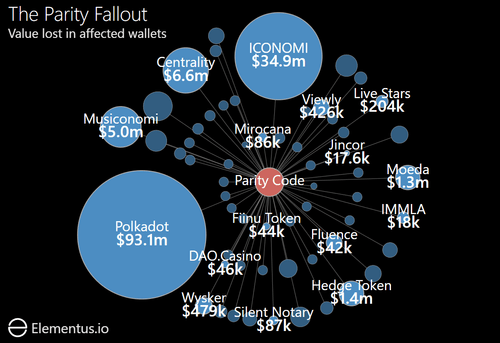 The Parity Fallout
Value lost in affected wallets
ICONOMI
$34.9m
Centrality
$6.6m
Viewly
$426k
Live Stars
$204k
Musiconomi
$5.0m
Mirocana
$86k
Jincor
$17.6k
Moeda
$1.3m
Parity Code
Polkadot
$93.1m
Fiinu Token
$44k
IMMLA
$18k
Fluence
$42k
DAO.Casino
$46k
Hedge Token
$1.4m
Wysker
$479k
Silent Notary
$87k
Elementus.io